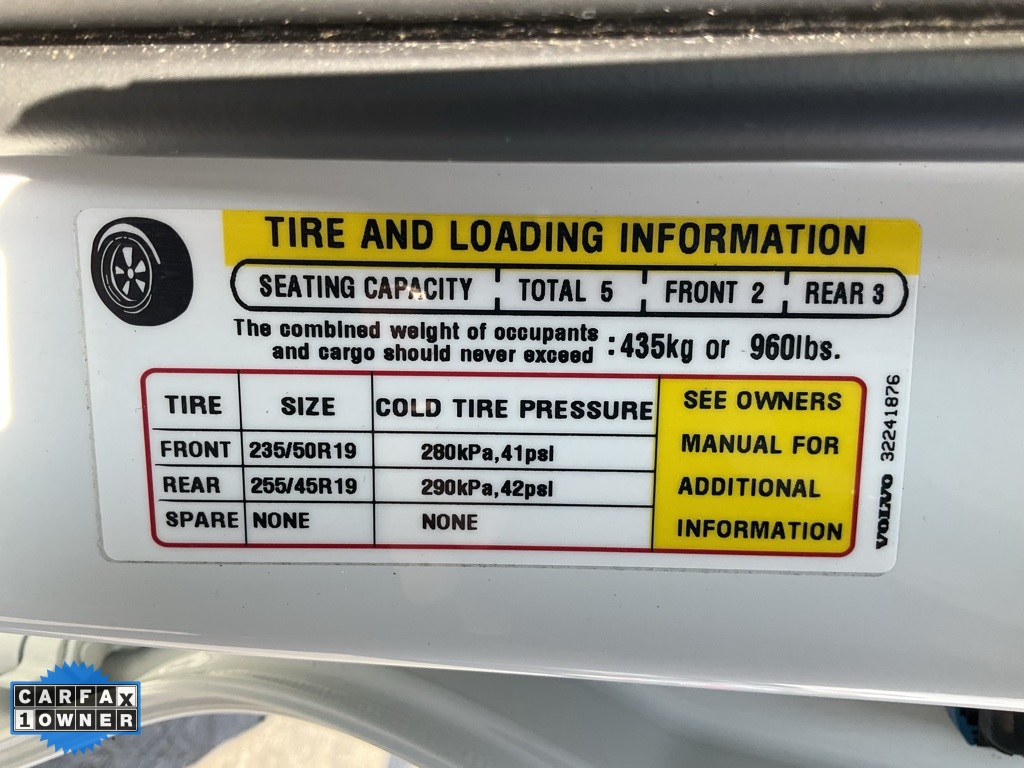 TIRE AND LOADING INFORMATION
SEATING CAPACITY TOTAL 5 FRONT 2 REAR 3
The combined weight of occupants
and cargo should never exceed :435kg or 960lbs.
TIRE SIZE COLD TIRE PRESSURE
FRONT 235/50R19 280kPa,41psi
REAR 255/45R19 290kPa,42psi
SPARE NONE NONE
SEE OWNERS
MANUAL FOR
ADDITIONAL
INFORMATION
VOLVO 32241876
CARFAX
1 OWNER